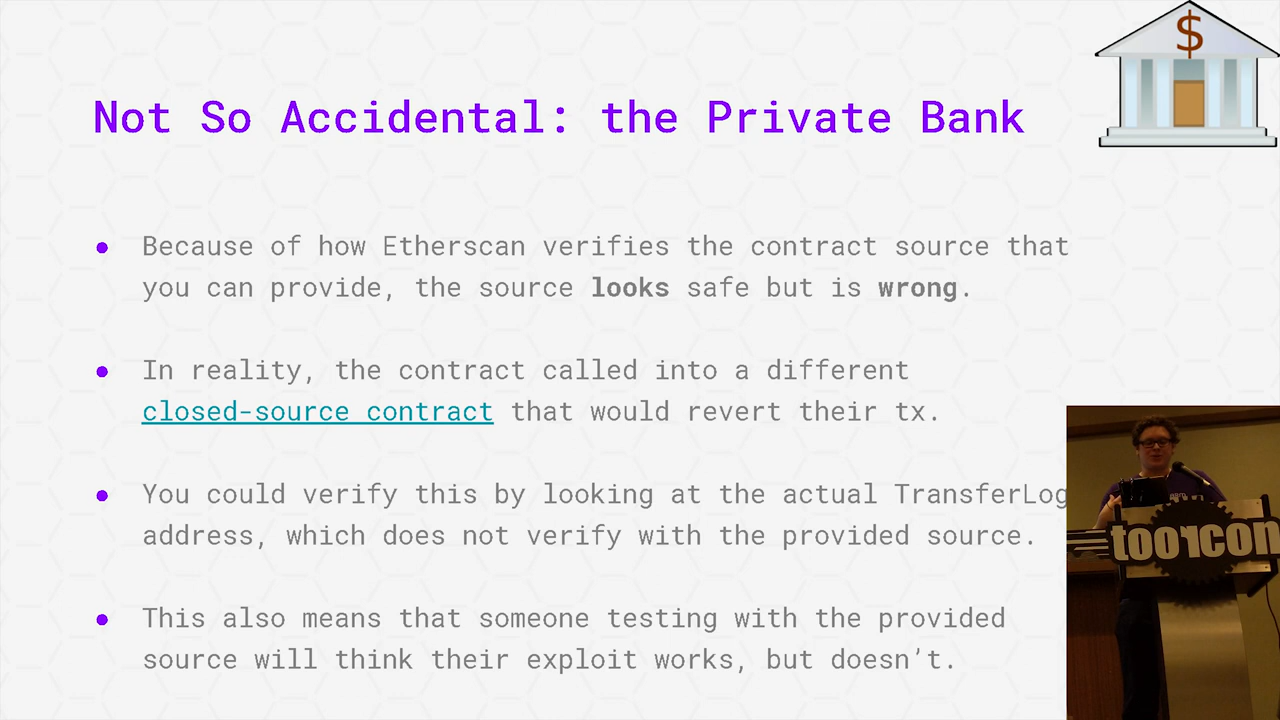 $
Not So Accidental: the Private Bank
● Because of how Etherscan verifies the contract source that
you can provide, the source looks safe but is wrong.
● In reality, the contract called into a different
closed-source contract that would revert their tx.
● You could verify this by looking at the actual TransferLog
address, which does not verify with the provided source.
● This also means that someone testing with the provided
source will think their exploit works, but doesn’t.
toorcon